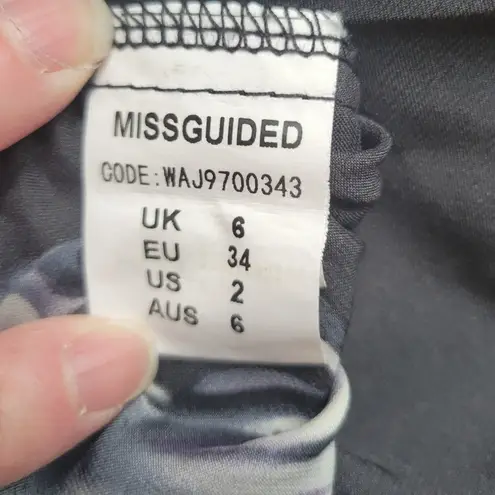 MISSGUIDED
CODE:WAJ9700343
UK 6
EU 34
US 2
AUS 6